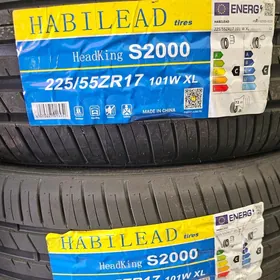 HABILEAD tires
HeadKing S2000
225/55ZR17 101W XL
MADE IN CHINA
ENERG
HABILEAD
C
HABILEAD tires
HeadKing S2000
101W XL
ENERG